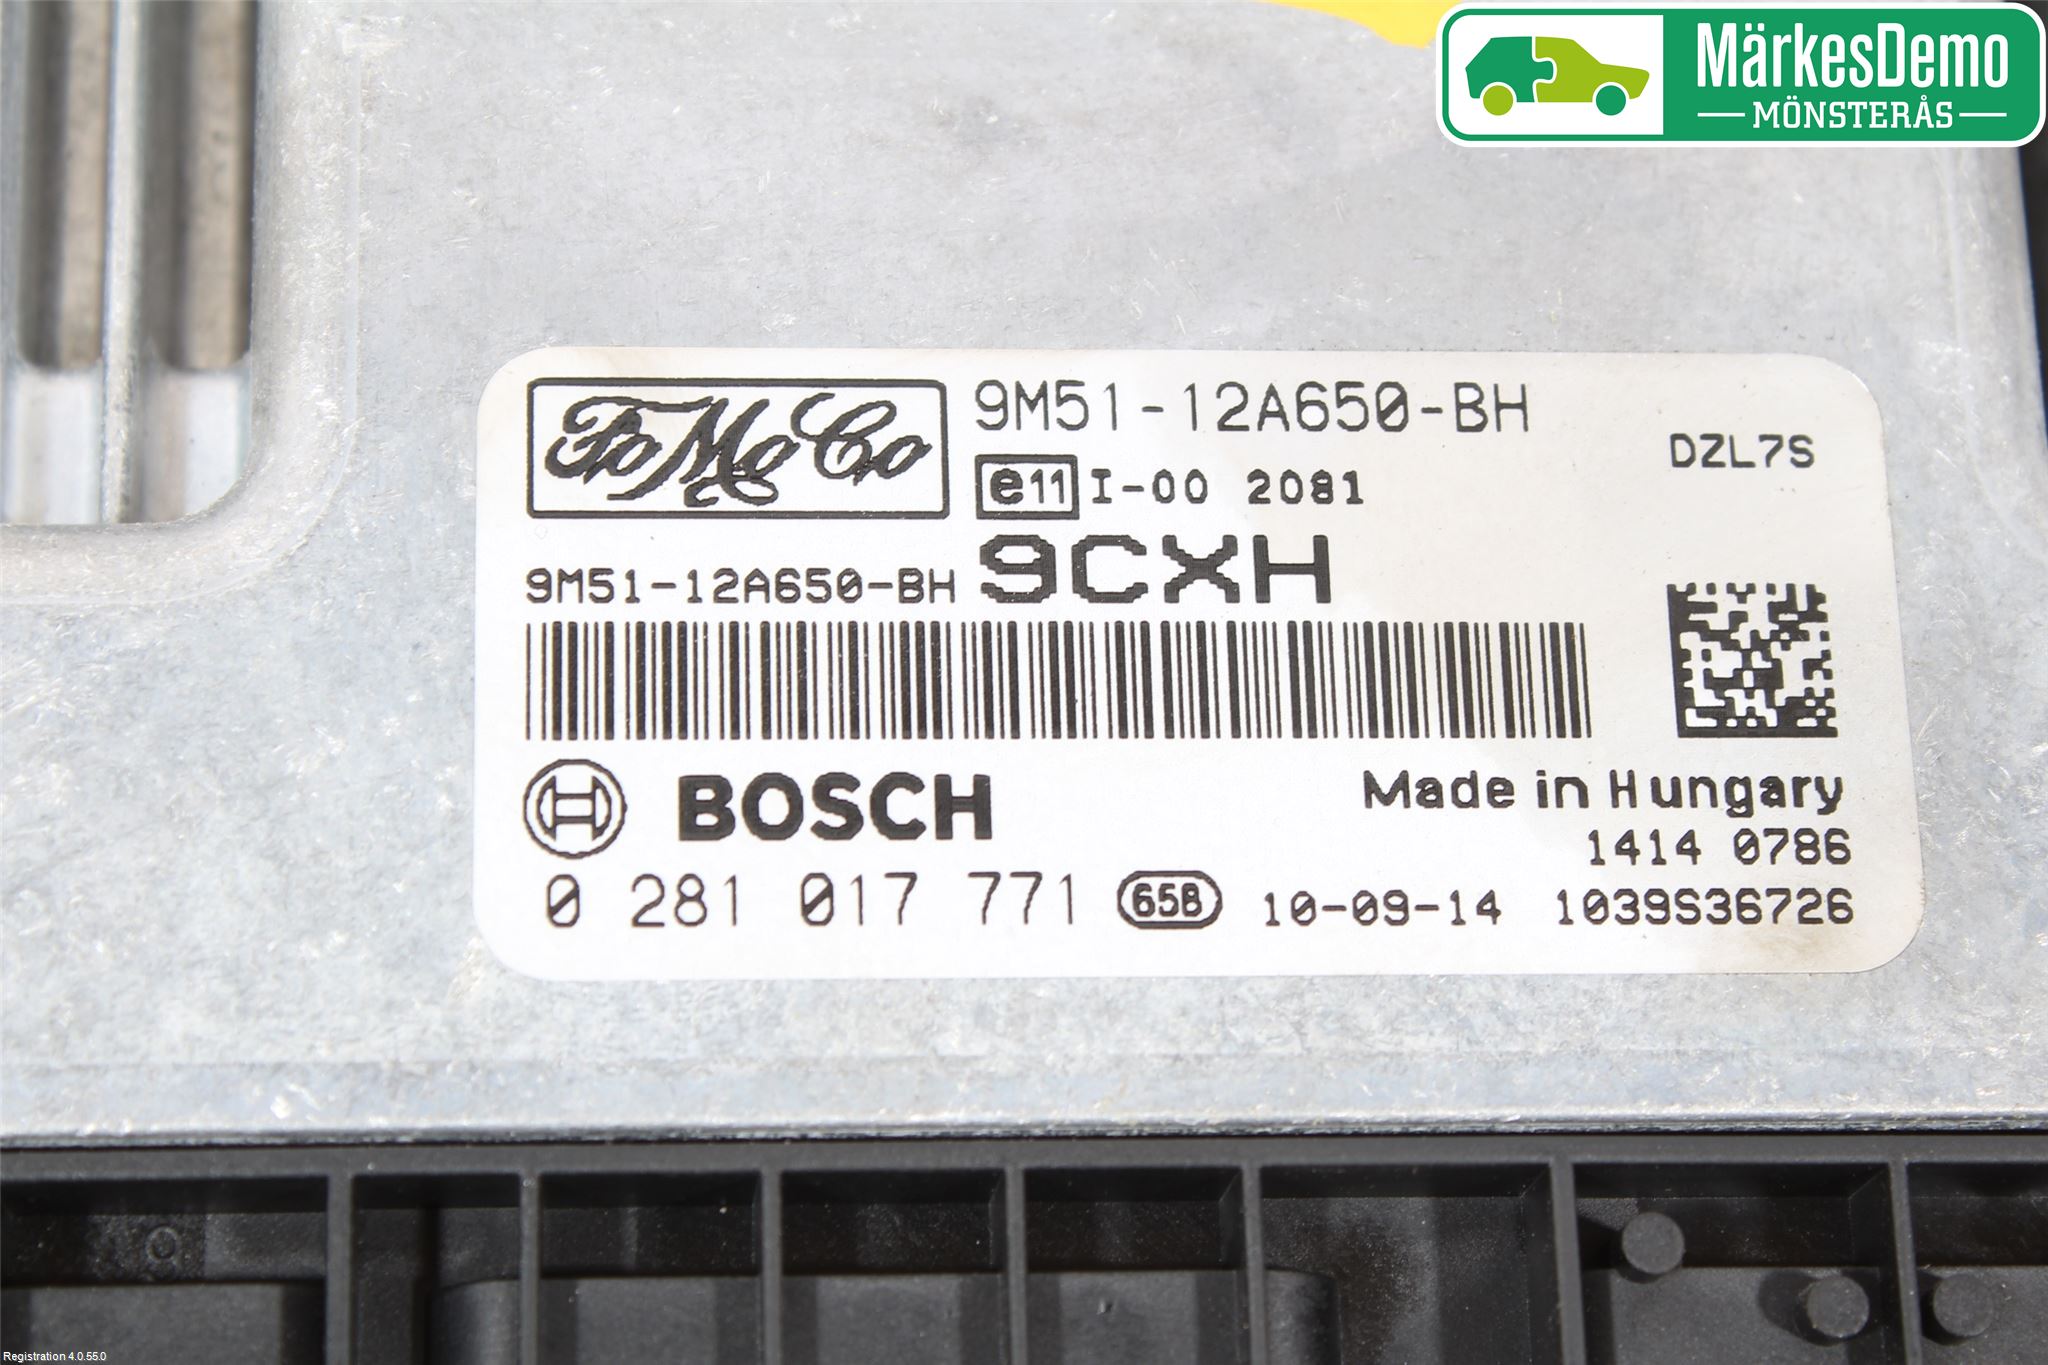 MärkesDemo
MÖNSTERÅS
FoMoCo
9M51-12A650-BH
DZL7S
e11 I-00 2081
9M51-12A650-BH 9CXH
BOSCH
Made in Hungary
1414 0786
0 281 017 771 65B 10-09-14 1039S36726
Registration 4.0.55.0